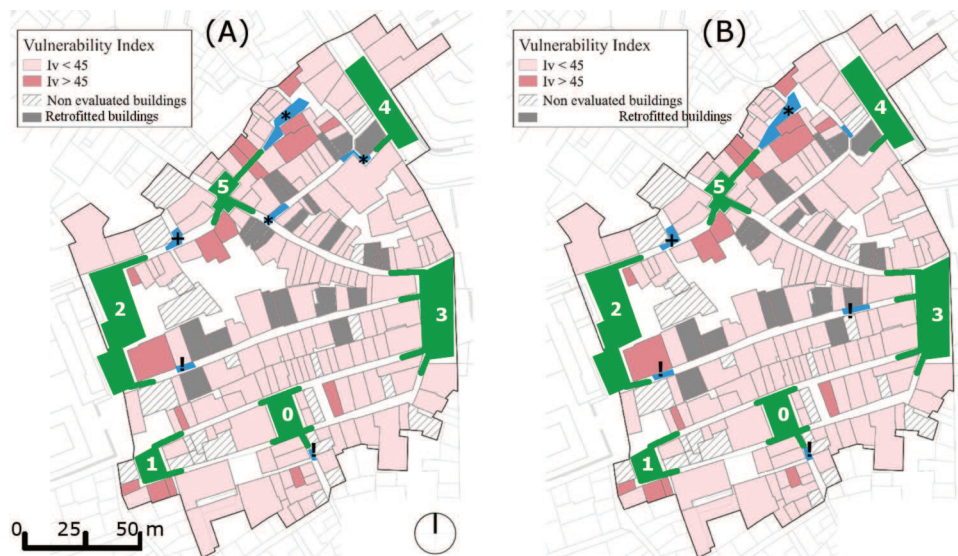 (A)
Vulnerability Index
Iv < 45
Iv > 45
Non evaluated buildings
Retrofitted buildings
4
*
*
5
*
+
2
3
!
0
1
!
0 25 50 m
(B)
Vulnerability Index
Iv < 45
Iv > 45
Non evaluated buildings
Retrofitted buildings
4
*
5
+
2
!
3
!
0
1
!